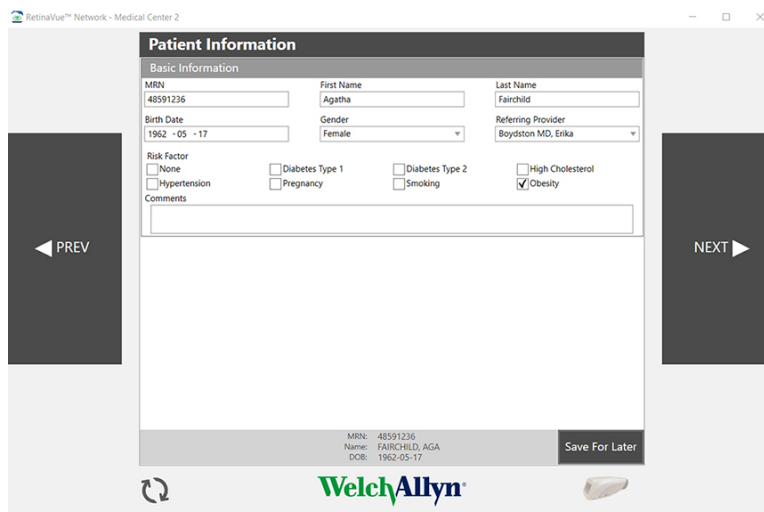 RetinaVue™ Network - Medical Center 2
Patient Information
Basic Information
MRN First Name Last Name
48591236 Agatha Fairchild
Birth Date Gender Referring Provider
1962 - 05 - 17 Female Boydston MD, Erika
Risk Factor
None Diabetes Type 1 Diabetes Type 2 High Cholesterol
Hypertension Pregnancy Smoking Obesity
Comments
PREV NEXT
MRN: 48591236
Name: FAIRCHILD, AGA
DOB: 1962-05-17
Save For Later
WelchAllyn®